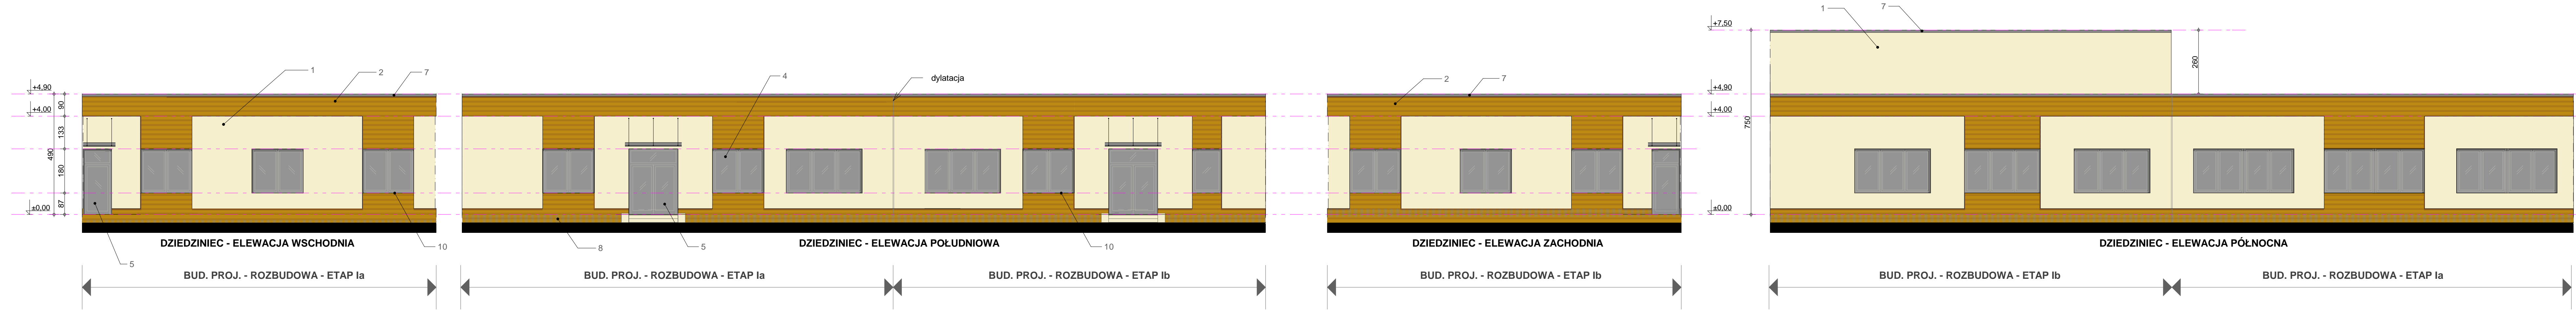 +4,90
+4,00
±0,00
490
90
133
180
87
1
2
7
5
10
DZIEDZINIEC - ELEWACJA WSCHODNIA
BUD. PROJ. - ROZBUDOWA - ETAP Ia
4
dylatacja
8
5
10
DZIEDZINIEC - ELEWACJA POŁUDNIOWA
BUD. PROJ. - ROZBUDOWA - ETAP Ia
BUD. PROJ. - ROZBUDOWA - ETAP Ib
2
7
DZIEDZINIEC - ELEWACJA ZACHODNIA
BUD. PROJ. - ROZBUDOWA - ETAP Ib
+7,50
+4,90
+4,00
±0,00
750
1
7
260
DZIEDZINIEC - ELEWACJA PÓŁNOCNA
BUD. PROJ. - ROZBUDOWA - ETAP Ib
BUD. PROJ. - ROZBUDOWA - ETAP Ia